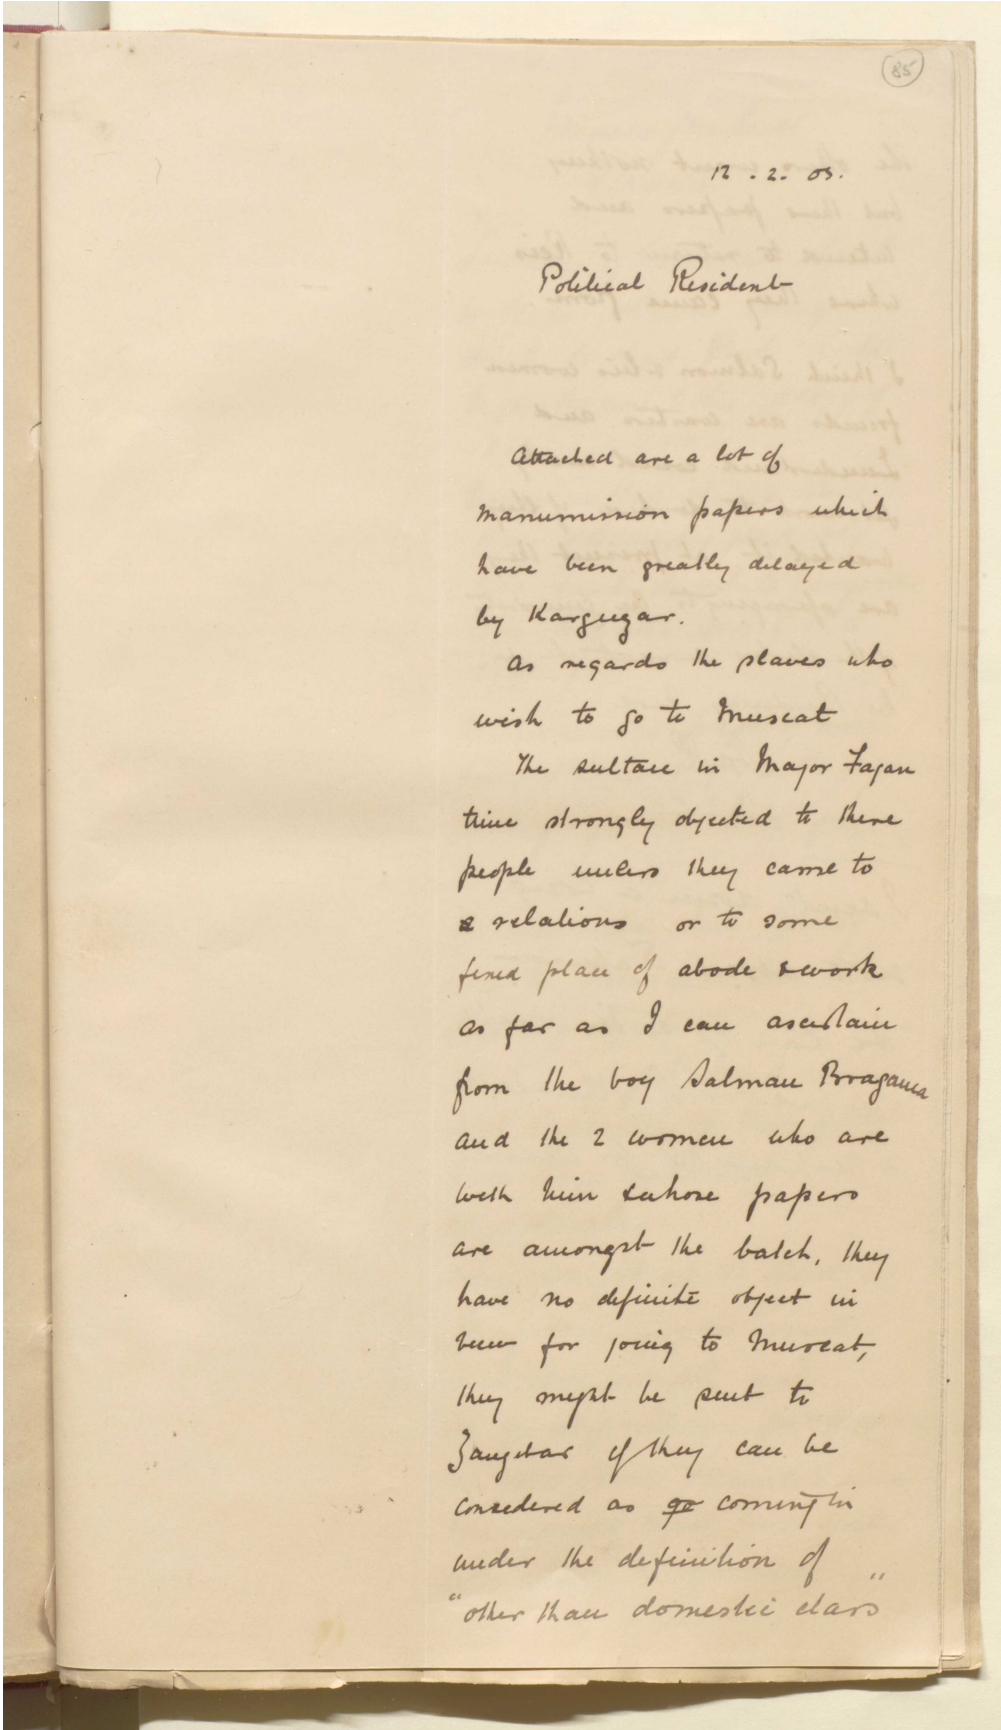 85
12 . 2 . 05.
Political Resident
Attached are a lot of
manumission papers which
have been greatly delayed
by Karguzar.
As regards the slaves who
wish to go to Muscat
The sultan in Major Fagan
time strongly objected to these
people unless they came to
relations or to some
fixed place of abode & work
as far as I can ascertain
from the boy Salman
and the 2 women who are
with him & whose papers
are amongst the batch, they
have no definite object in
view for going to Muscat,
they might be sent to
Zanzibar if they can be
considered as coming in
under the definition of
"other than domestic class"